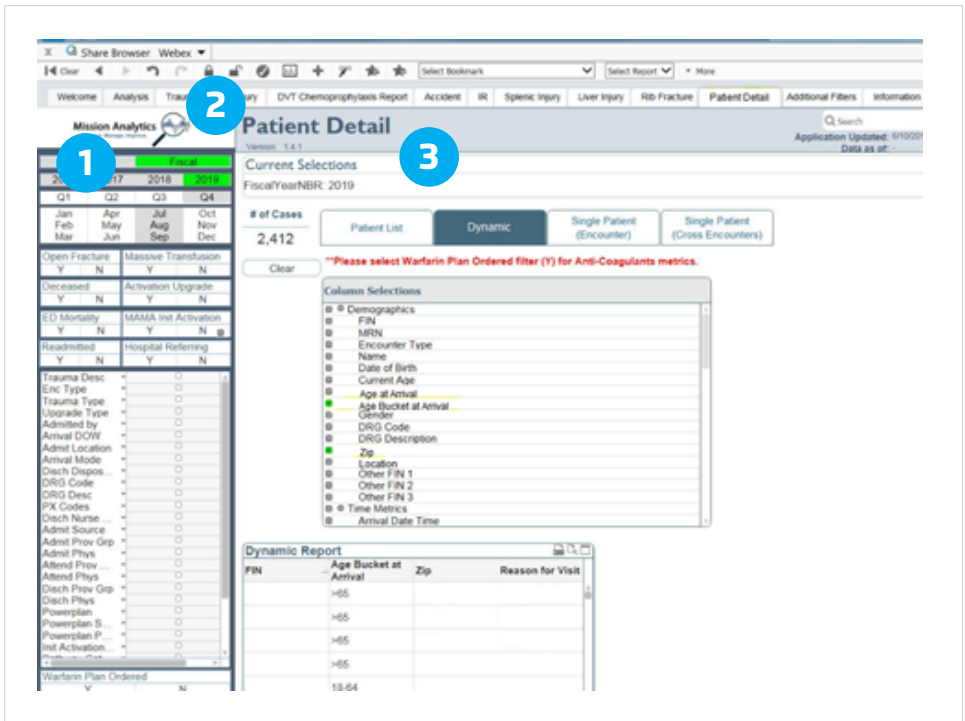 X Share Browser Webex
Clear Select Bookmark Select Report More
Welcome Analysis DVT Chemoprophylaxis Report Accident IR Splenic Injury Liver Injury Rib Fracture Patient Detail Additional Filters Information
2
Mission Analytics
Patient Detail
Search
Application Updated:
Version: 1.4.1
Data as of: -
1
3
Fiscal
Current Selections
2018 2019
FiscalYearNBR: 2019
Q1 Q2 Q3 Q4
Jan Apr Jul Oct
Feb May Aug Nov
Mar Jun Sep Dec
# of Cases
2,412
Patient List
Dynamic
Single Patient
(Encounter)
Single Patient
(Cross Encounters)
Clear
**Please select Warfarin Plan Ordered filter (Y) for Anti-Coagulants metrics.
Open Fracture Massive Transfusion
Y N Y N
Deceased Activation Upgrade
Y N Y N
ED Mortality MAMA Init Activation
Y N Y N
Readmitted Hospital Referring
Y N Y N
Trauma Desc
Enc Type
Trauma Type
Upgrade Type
Admitted by
Arrival DOW
Admit Location
Arrival Mode
Disch Dispos...
DRG Code
DRG Desc
PX Codes
Disch Nurse ...
Admit Source
Admit Prov Grp
Admit Phys
Attend Prov ...
Attend Phys
Disch Prov Grp
Disch Phys
Powerplan
Powerplan S...
Powerplan P...
Init Activation...
Warfarin Plan Ordered
Y N
Column Selections
Demographics
FIN
MRN
Encounter Type
Name
Date of Birth
Current Age
Age at Arrival
Age Bucket at Arrival
Gender
DRG Code
DRG Description
Zip
Location
Other FIN 1
Other FIN 2
Other FIN 3
Time Metrics
Arrival Date Time
Dynamic Report
FIN Age Bucket at Arrival Zip Reason for Visit
>65
>65
>65
>65
18-64